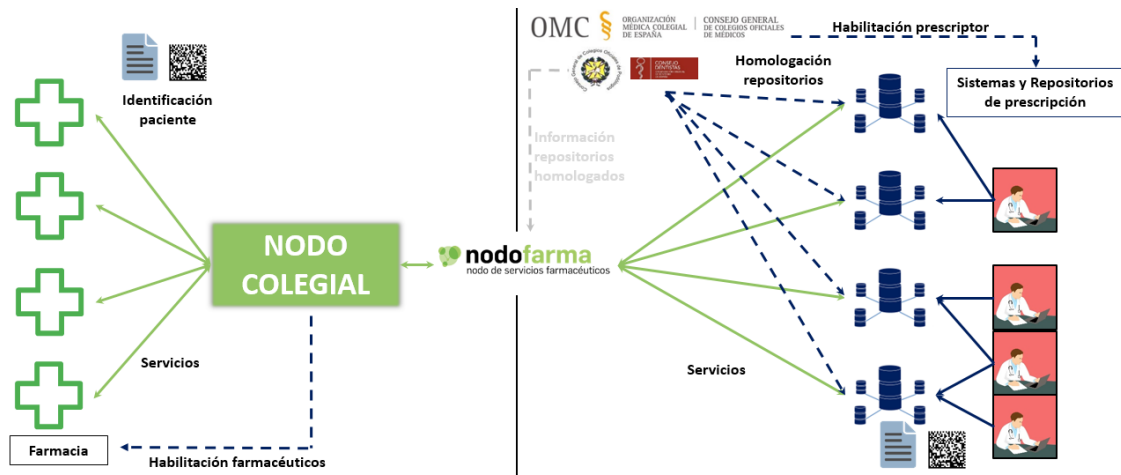 Identificación
paciente
NODO
COLEGIAL
Servicios
Farmacia
Habilitación farmacéuticos
OMC
ORGANIZACIÓN
MÉDICA COLEGIAL
DE ESPAÑA
CONSEJO GENERAL
DE COLEGIOS OFICIALES
DE MÉDICOS
Habilitación prescriptor
CONSEJO
DENTISTAS
Homologación
repositorios
Sistemas y Repositorios
de prescripción
Información
repositorios
homologados
nodofarma
nodo de servicios farmacéuticos
Servicios